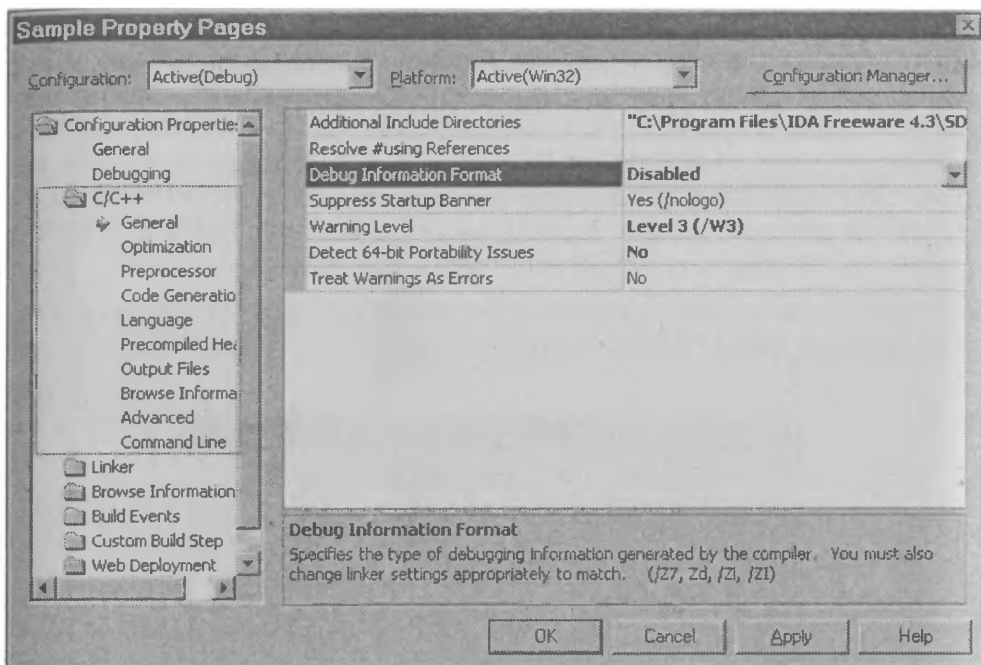 Sample Property Pages
Configuration: Active(Debug) Platform: Active(Win32) Configuration Manager...
Configuration Propertie:
General
Debugging
C/C++
General
Optimization
Preprocessor
Code Generatio
Language
Precompiled Hea
Output Files
Browse Informa
Advanced
Command Line
Linker
Browse Information
Build Events
Custom Build Step
Web Deployment
Additional Include Directories "C:\Program Files\IDA Freeware 4.3\SD
Resolve #using References
Debug Information Format Disabled
Suppress Startup Banner Yes (/nologo)
Warning Level Level 3 (/W3)
Detect 64-bit Portability Issues No
Treat Warnings As Errors No
Debug Information Format
Specifies the type of debugging information generated by the compiler. You must also
change linker settings appropriately to match. (/Z7, Zd, /Zi, /ZI)
OK Cancel Apply Help